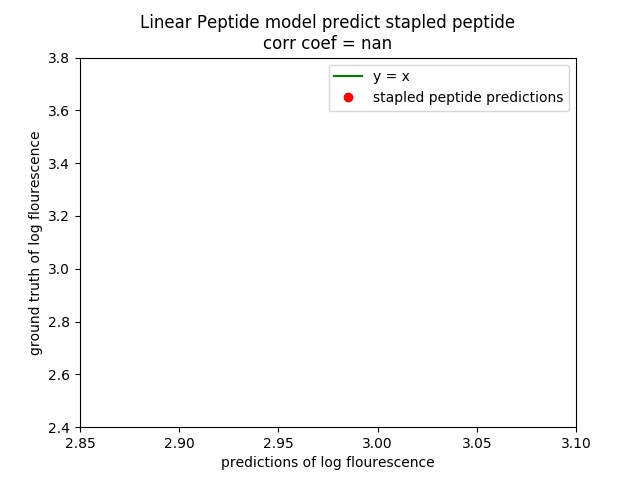 Linear Peptide model predict stapled peptide
corr coef = nan
y = x
stapled peptide predictions
3.8
3.6
3.4
3.2
3.0
2.8
2.6
2.4
ground truth of log flourescence
2.85 2.90 2.95 3.00 3.05 3.10
predictions of log flourescence